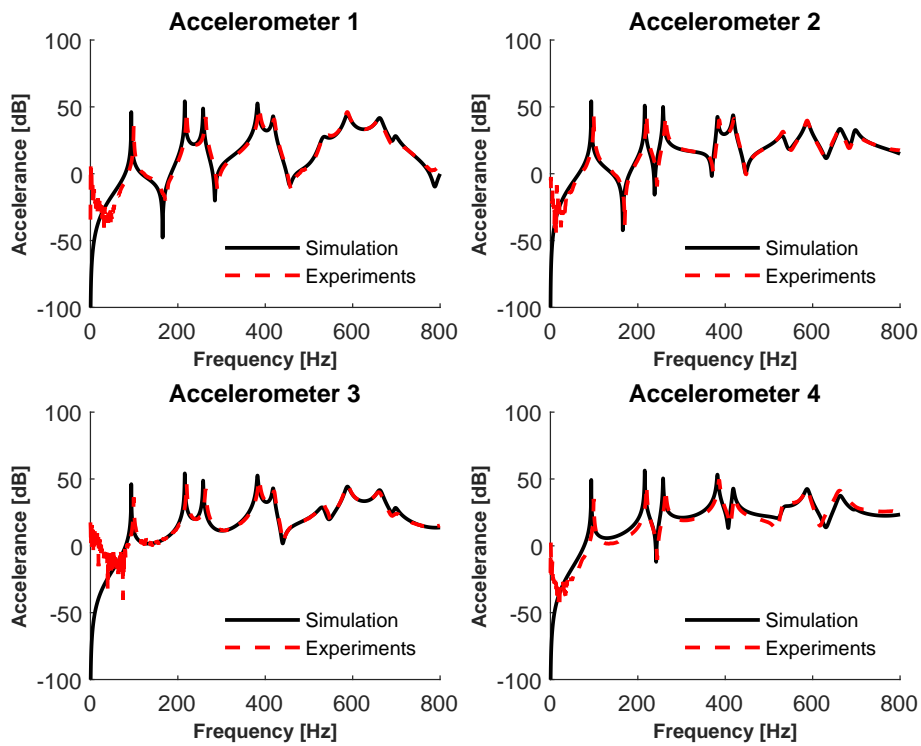 Accelerometer 1
Accelerance [dB]
100
50
0
-50
-100
0
200
400
600
800
Frequency [Hz]
Simulation
Experiments
Accelerometer 2
Accelerance [dB]
100
50
0
-50
-100
0
200
400
600
800
Frequency [Hz]
Simulation
Experiments
Accelerometer 3
Accelerance [dB]
100
50
0
-50
-100
0
200
400
600
800
Frequency [Hz]
Simulation
Experiments
Accelerometer 4
Accelerance [dB]
100
50
0
-50
-100
0
200
400
600
800
Frequency [Hz]
Simulation
Experiments